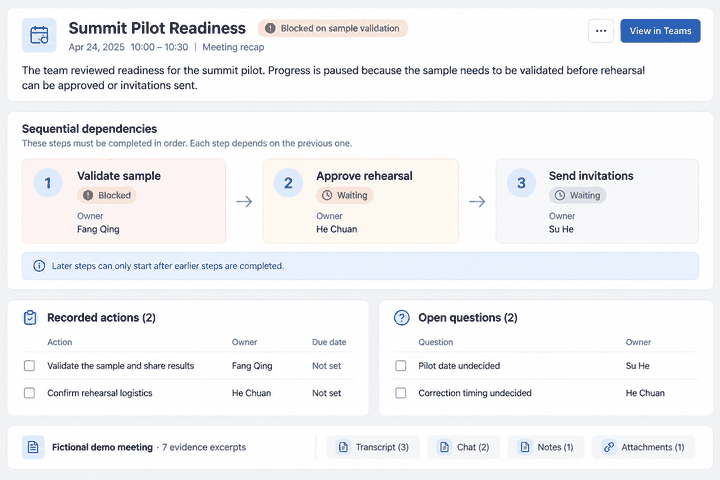 Summit Pilot Readiness
Blocked on sample validation
Apr 24, 2025 10:00 – 10:30 | Meeting recap
...
View in Teams
The team reviewed readiness for the summit pilot. Progress is paused because the sample needs to be validated before rehearsal
can be approved or invitations sent.
Sequential dependencies
These steps must be completed in order. Each step depends on the previous one.
1
Validate sample
Blocked
Owner
Fang Qing
2
Approve rehearsal
Waiting
Owner
He Chuan
3
Send invitations
Waiting
Owner
Su He
Later steps can only start after earlier steps are completed.
Recorded actions (2)
Action Owner Due date
Validate the sample and share results Fang Qing Not set
Confirm rehearsal logistics He Chuan Not set
Open questions (2)
Question Owner
Pilot date undecided Su He
Correction timing undecided He Chuan
Fictional demo meeting · 7 evidence excerpts
Transcript (3)
Chat (2)
Notes (1)
Attachments (1)